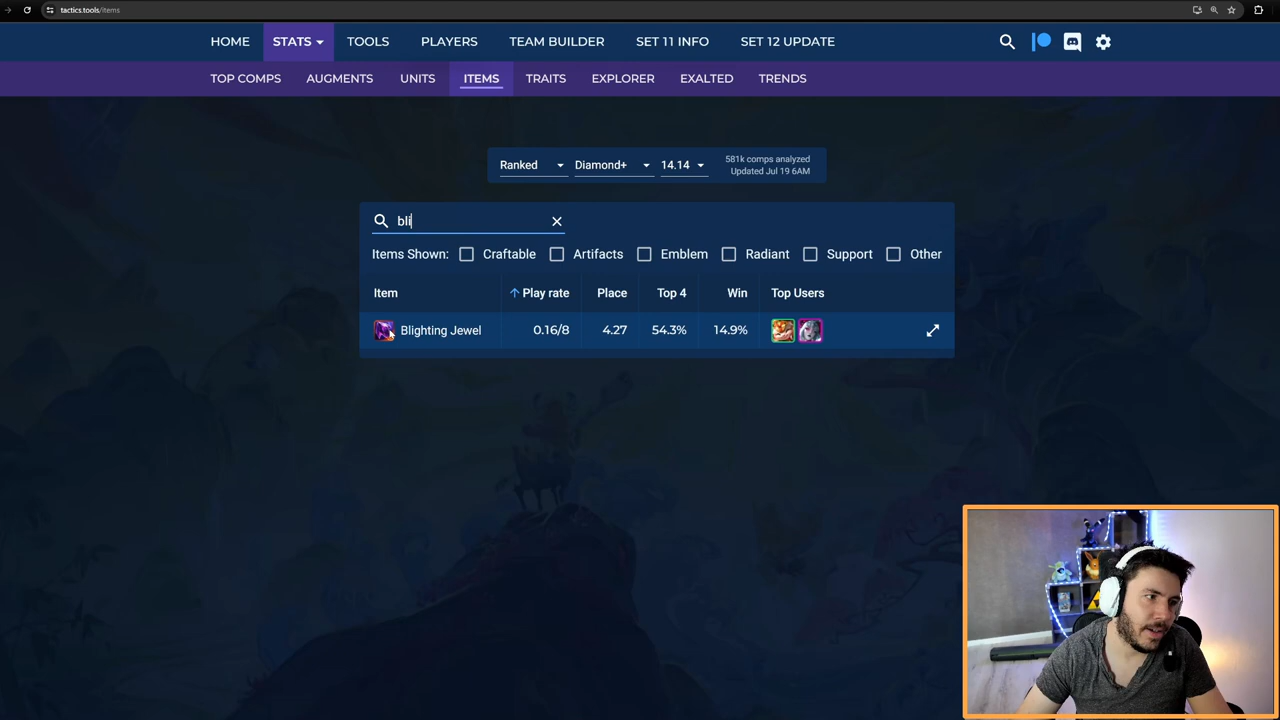 tactics.tools/items
HOME STATS TOOLS PLAYERS TEAM BUILDER SET 11 INFO SET 12 UPDATE
TOP COMPS AUGMENTS UNITS ITEMS TRAITS EXPLORER EXALTED TRENDS
Ranked Diamond+ 14.14 581k comps analyzed
Updated Jul 19 6AM
bli
Items Shown: Craftable Artifacts Emblem Radiant Support Other
Item Play rate Place Top 4 Win Top Users
Blighting Jewel 0.16/8 4.27 54.3% 14.9%